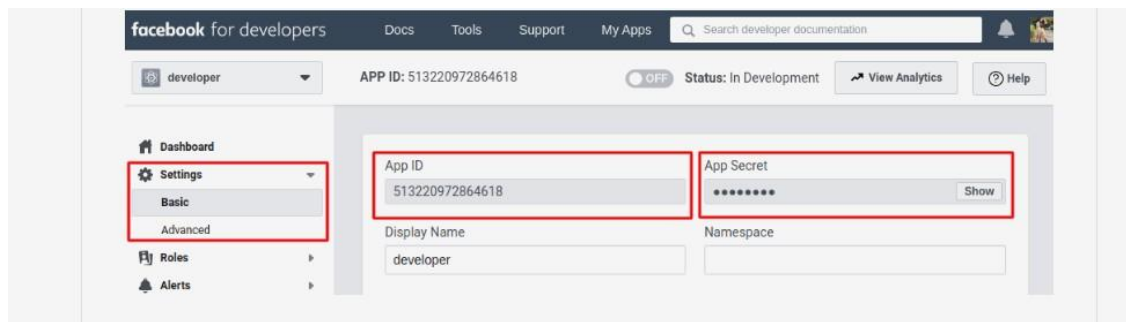 facebook for developers Docs Tools Support My Apps Search developer documentation
developer APP ID: 513220972864618 OFF Status: In Development View Analytics ? Help
Dashboard
Settings
Basic
Advanced
Roles
Alerts
App ID App Secret
513220972864618 •••••••• Show
Display Name Namespace
developer